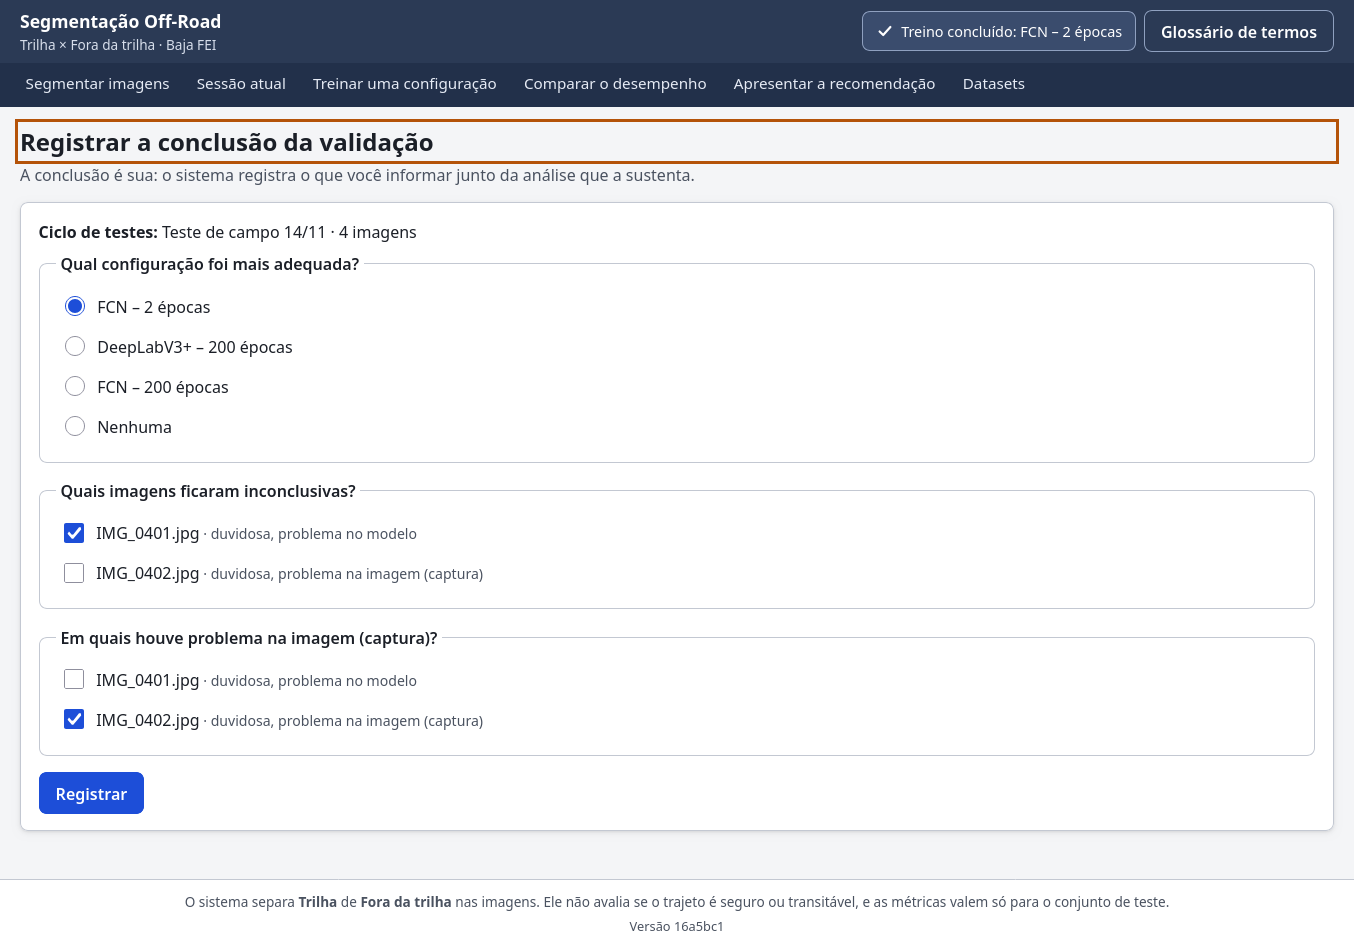 Segmentação Off-Road
Trilha × Fora da trilha · Baja FEI
Treino concluído: FCN – 2 épocas
Glossário de termos
Segmentar imagens Sessão atual Treinar uma configuração Comparar o desempenho Apresentar a recomendação Datasets
Registrar a conclusão da validação
A conclusão é sua: o sistema registra o que você informar junto da análise que a sustenta.
Ciclo de testes: Teste de campo 14/11 · 4 imagens
Qual configuração foi mais adequada?
FCN – 2 épocas
DeepLabV3+ – 200 épocas
FCN – 200 épocas
Nenhuma
Quais imagens ficaram inconclusivas?
IMG_0401.jpg · duvidosa, problema no modelo
IMG_0402.jpg · duvidosa, problema na imagem (captura)
Em quais houve problema na imagem (captura)?
IMG_0401.jpg · duvidosa, problema no modelo
IMG_0402.jpg · duvidosa, problema na imagem (captura)
Registrar
O sistema separa Trilha de Fora da trilha nas imagens. Ele não avalia se o trajeto é seguro ou transitável, e as métricas valem só para o conjunto de teste.
Versão 16a5bc1